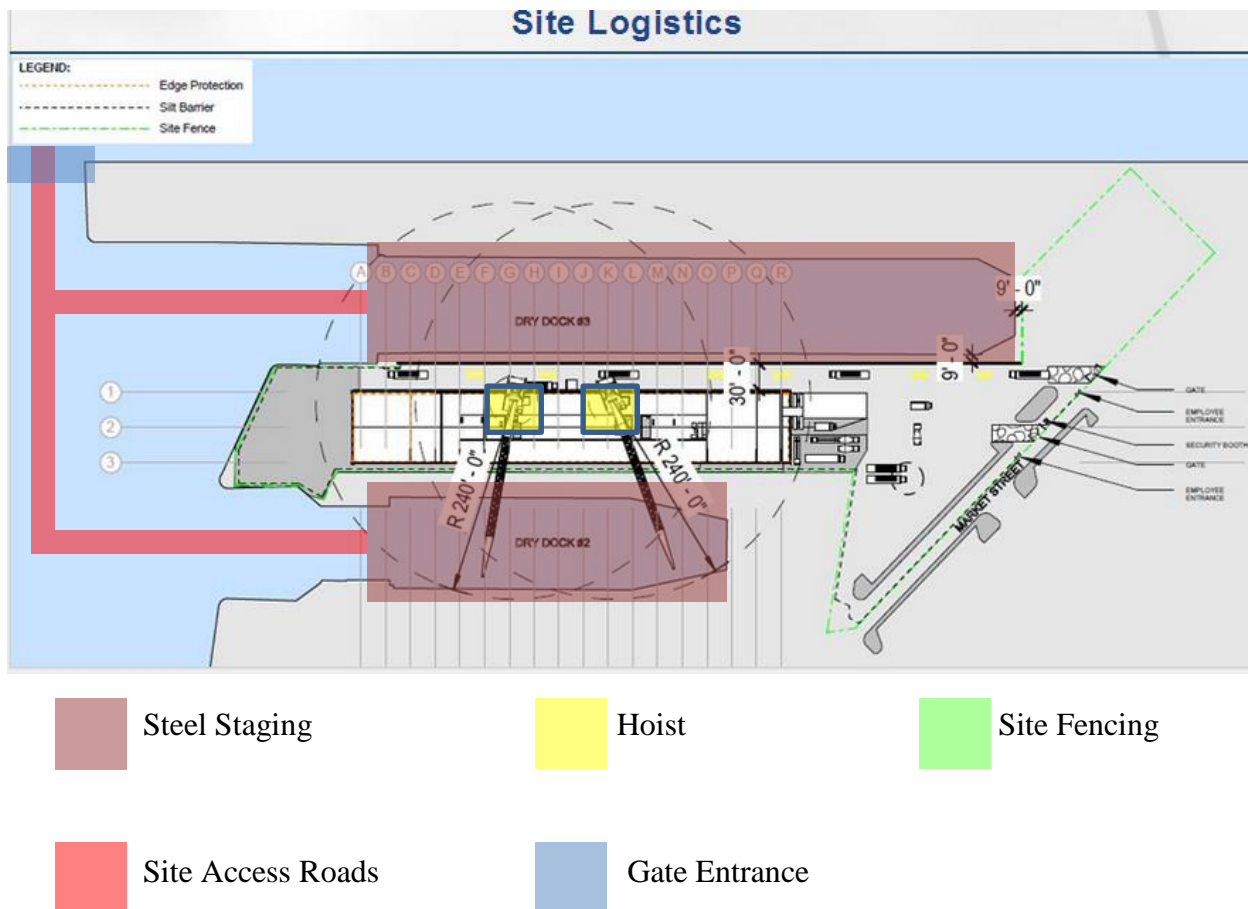 Site Logistics
LEGEND:
Edge Protection
Silt Barrier
Site Fence
A B C D E F G H I J K L M N O P Q R
9' - 0"
DRY DOCK #3
30' - 0"
9' - 0"
1
2
3
GATE
EMPLOYEE
ENTRANCE
SECURITY BOOTH
GATE
EMPLOYEE
ENTRANCE
MARKET STREET
R 240' - 0"
R 240' - 0"
DRY DOCK #2
Steel Staging
Hoist
Site Fencing
Site Access Roads
Gate Entrance